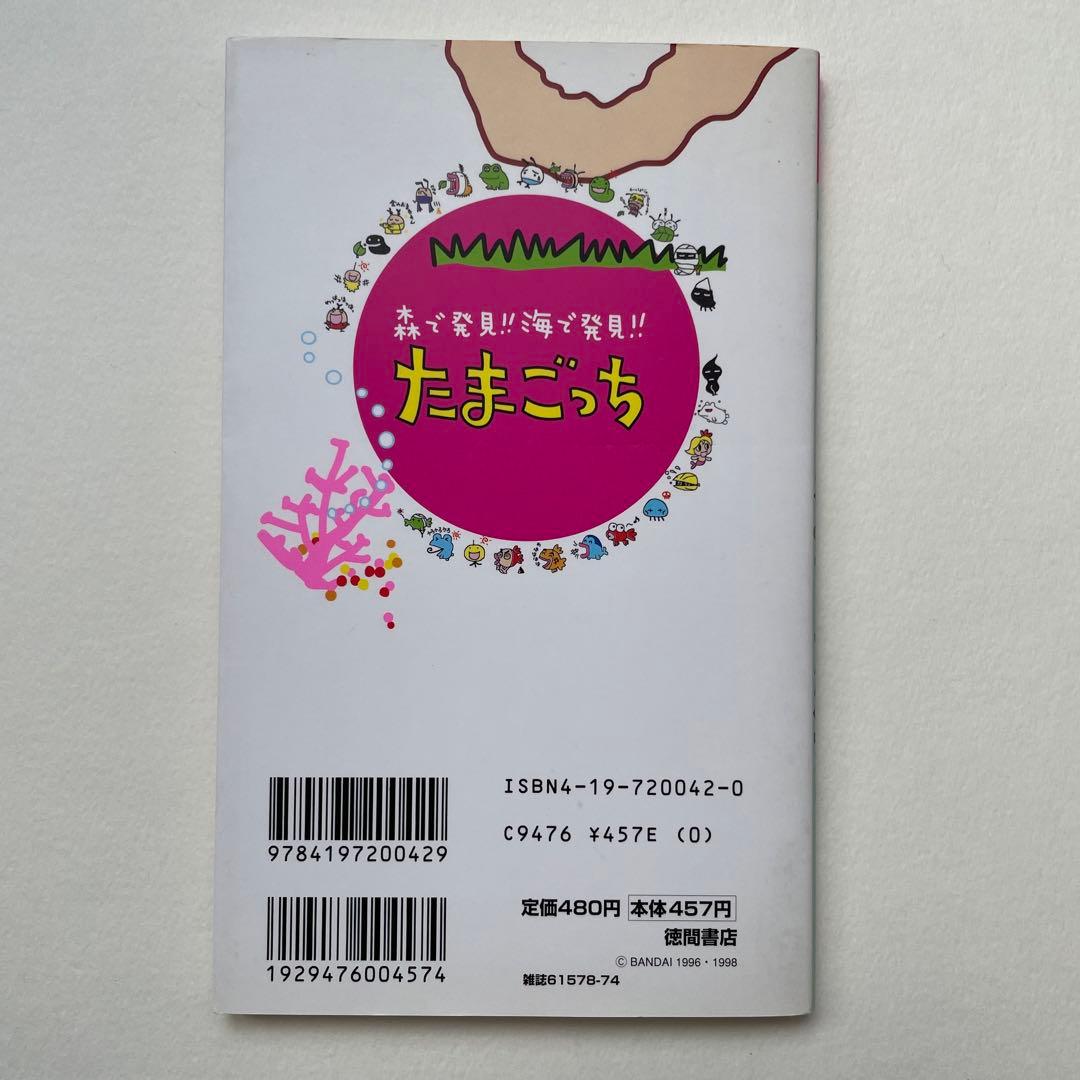 森で発見!! 海で発見!!
たまごっち
ISBN4-19-720042-0
C9476 ¥457E (0)
9784197200429
定価480円 本体457円
徳間書店
© BANDAI 1996・1998
1929476004574
雑誌61578-74